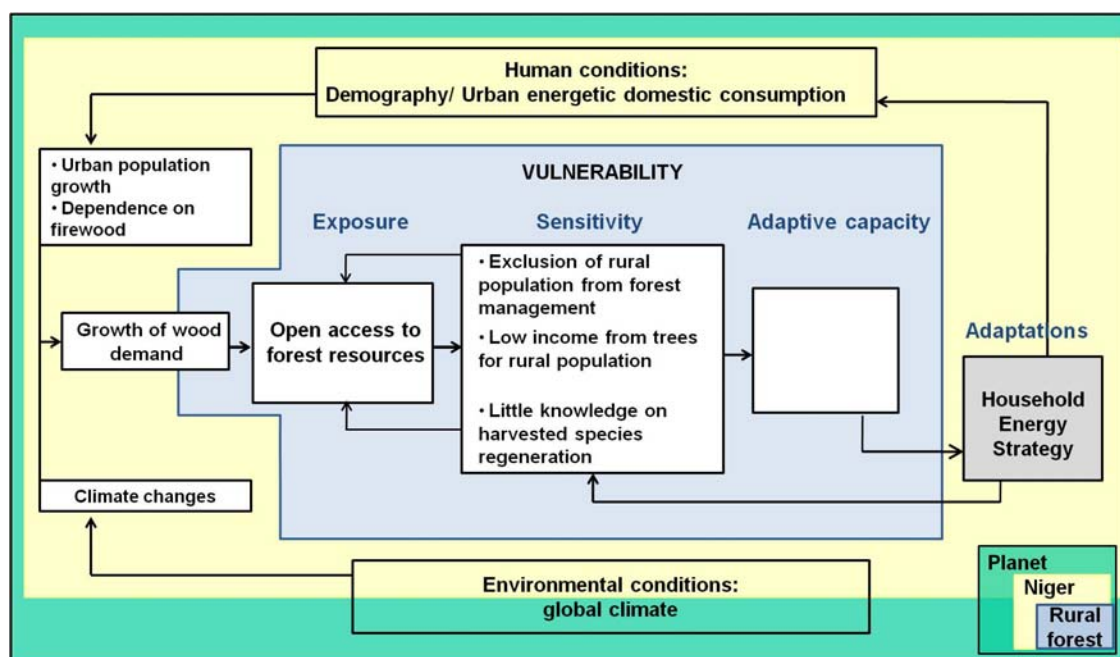 Human conditions:
Demography/ Urban energetic domestic consumption
• Urban population
growth
• Dependence on
firewood
VULNERABILITY
Exposure
Sensitivity
Adaptive capacity
Growth of wood
demand
Open access to
forest resources
• Exclusion of rural
population from forest
management
• Low income from trees
for rural population
• Little knowledge on
harvested species
regeneration
Adaptations
Household
Energy
Strategy
Climate changes
Environmental conditions:
global climate
Planet
Niger
Rural
forest